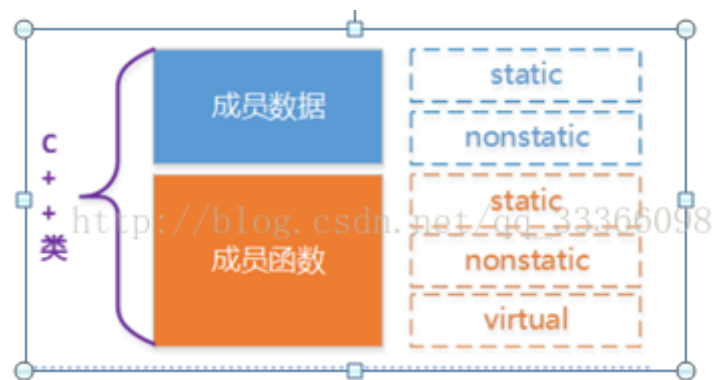 C++类
成员数据
static
nonstatic
成员函数
static
nonstatic
virtual
http://blog.csdn.net/qq_33366098